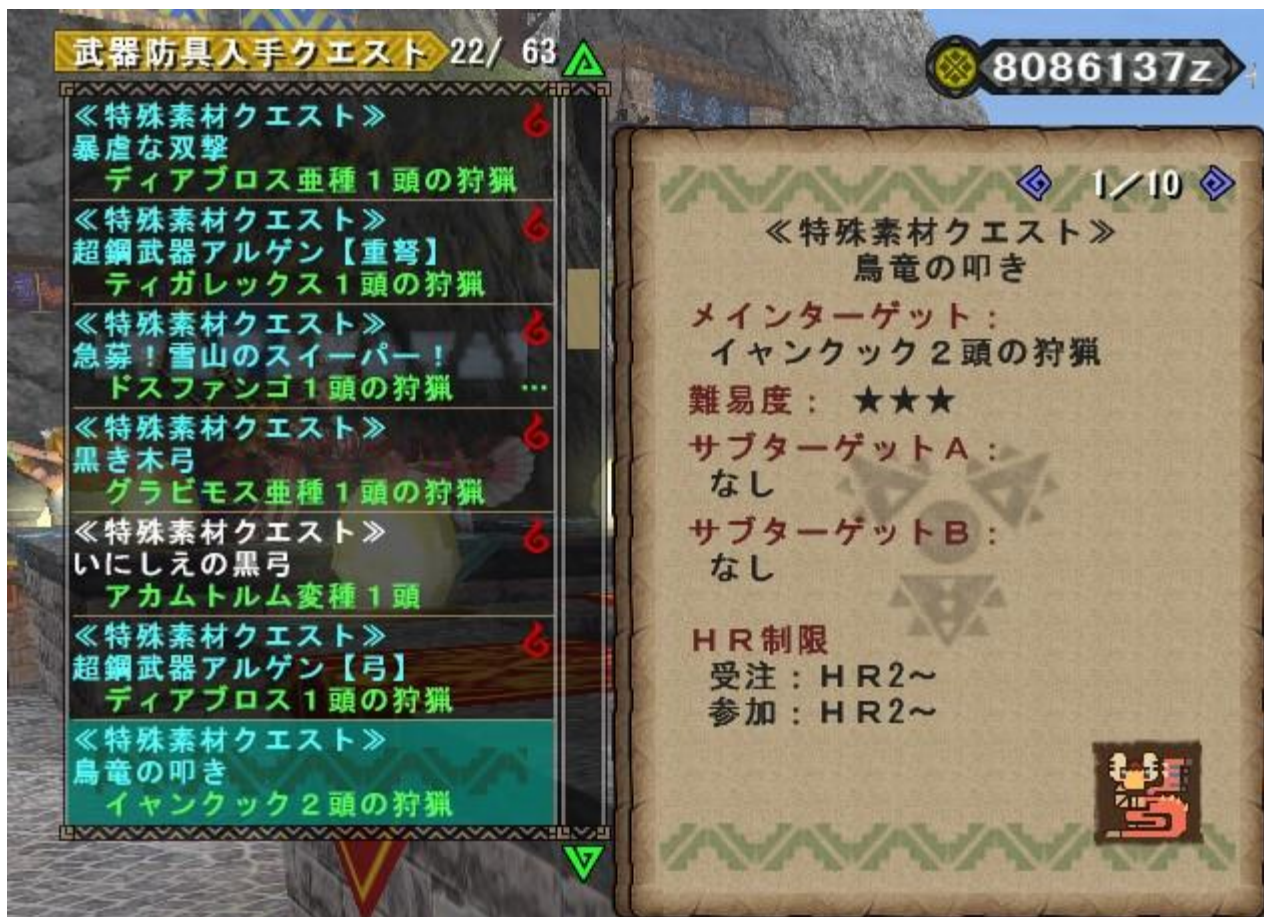 武器防具入手クエスト 22/ 63
8086137z
≪特殊素材クエスト≫
暴虐な双撃
ディアブロス亜種1頭の狩猟
≪特殊素材クエスト≫
超鋼武器アルゲン【重弩】
ティガレックス1頭の狩猟
≪特殊素材クエスト≫
急募!雪山のスイーパー!
ドスファンゴ1頭の狩猟 …
≪特殊素材クエスト≫
黒き木弓
グラビモス亜種1頭の狩猟
≪特殊素材クエスト≫
いにしえの黒弓
アカムトルム変種1頭
≪特殊素材クエスト≫
超鋼武器アルゲン【弓】
ディアブロス1頭の狩猟
≪特殊素材クエスト≫
鳥竜の叩き
イャンクック2頭の狩猟
1/10
≪特殊素材クエスト≫
鳥竜の叩き
メインターゲット:
イャンクック2頭の狩猟
難易度: ★★★
サブターゲットA:
なし
サブターゲットB:
なし
HR制限
受注:HR2~
参加:HR2~